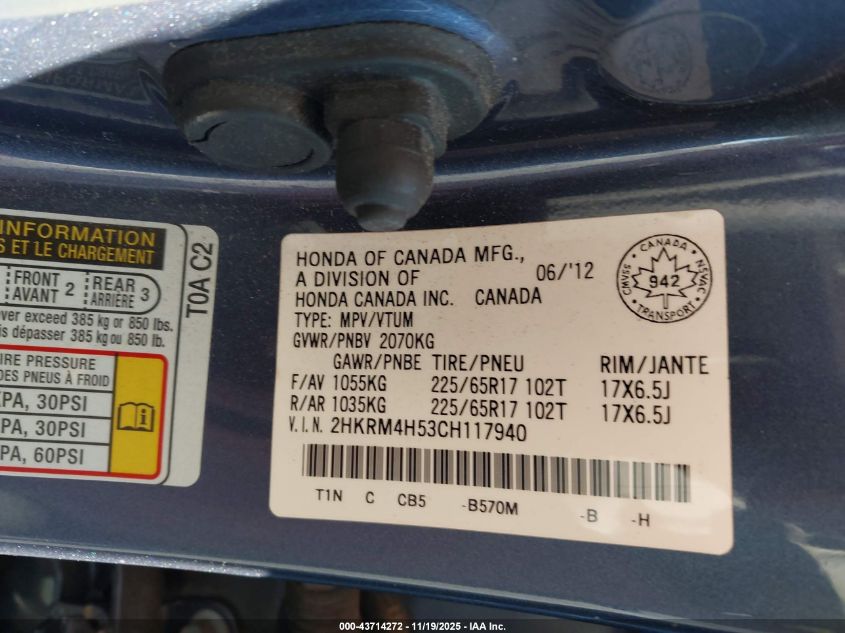 INFORMATION
S ET LE CHARGEMENT
FRONT AVANT 2 REAR ARRIÈRE 3
ver exceed 385 kg or 850 lbs.
is dépasser 385 kg ou 850 lb.
IRE PRESSURE
DES PNEUS À FROID
KPA, 30PSI
PA, 30PSI
PA, 60PSI
T0A C2
HONDA OF CANADA MFG.,
A DIVISION OF 06/'12
HONDA CANADA INC. CANADA
TYPE: MPV/VTUM
GVWR/PNBV 2070KG
GAWR/PNBE TIRE/PNEU RIM/JANTE
F/AV 1055KG 225/65R17 102T 17X6.5J
R/AR 1035KG 225/65R17 102T 17X6.5J
V.I.N. 2HKRM4H53CH117940
T1N C CB5 -B570M -B -H
CANADA
CMVSS
942
NSVAC
TRANSPORT
000-43714272 — 11/19/2025 — IAA Inc.